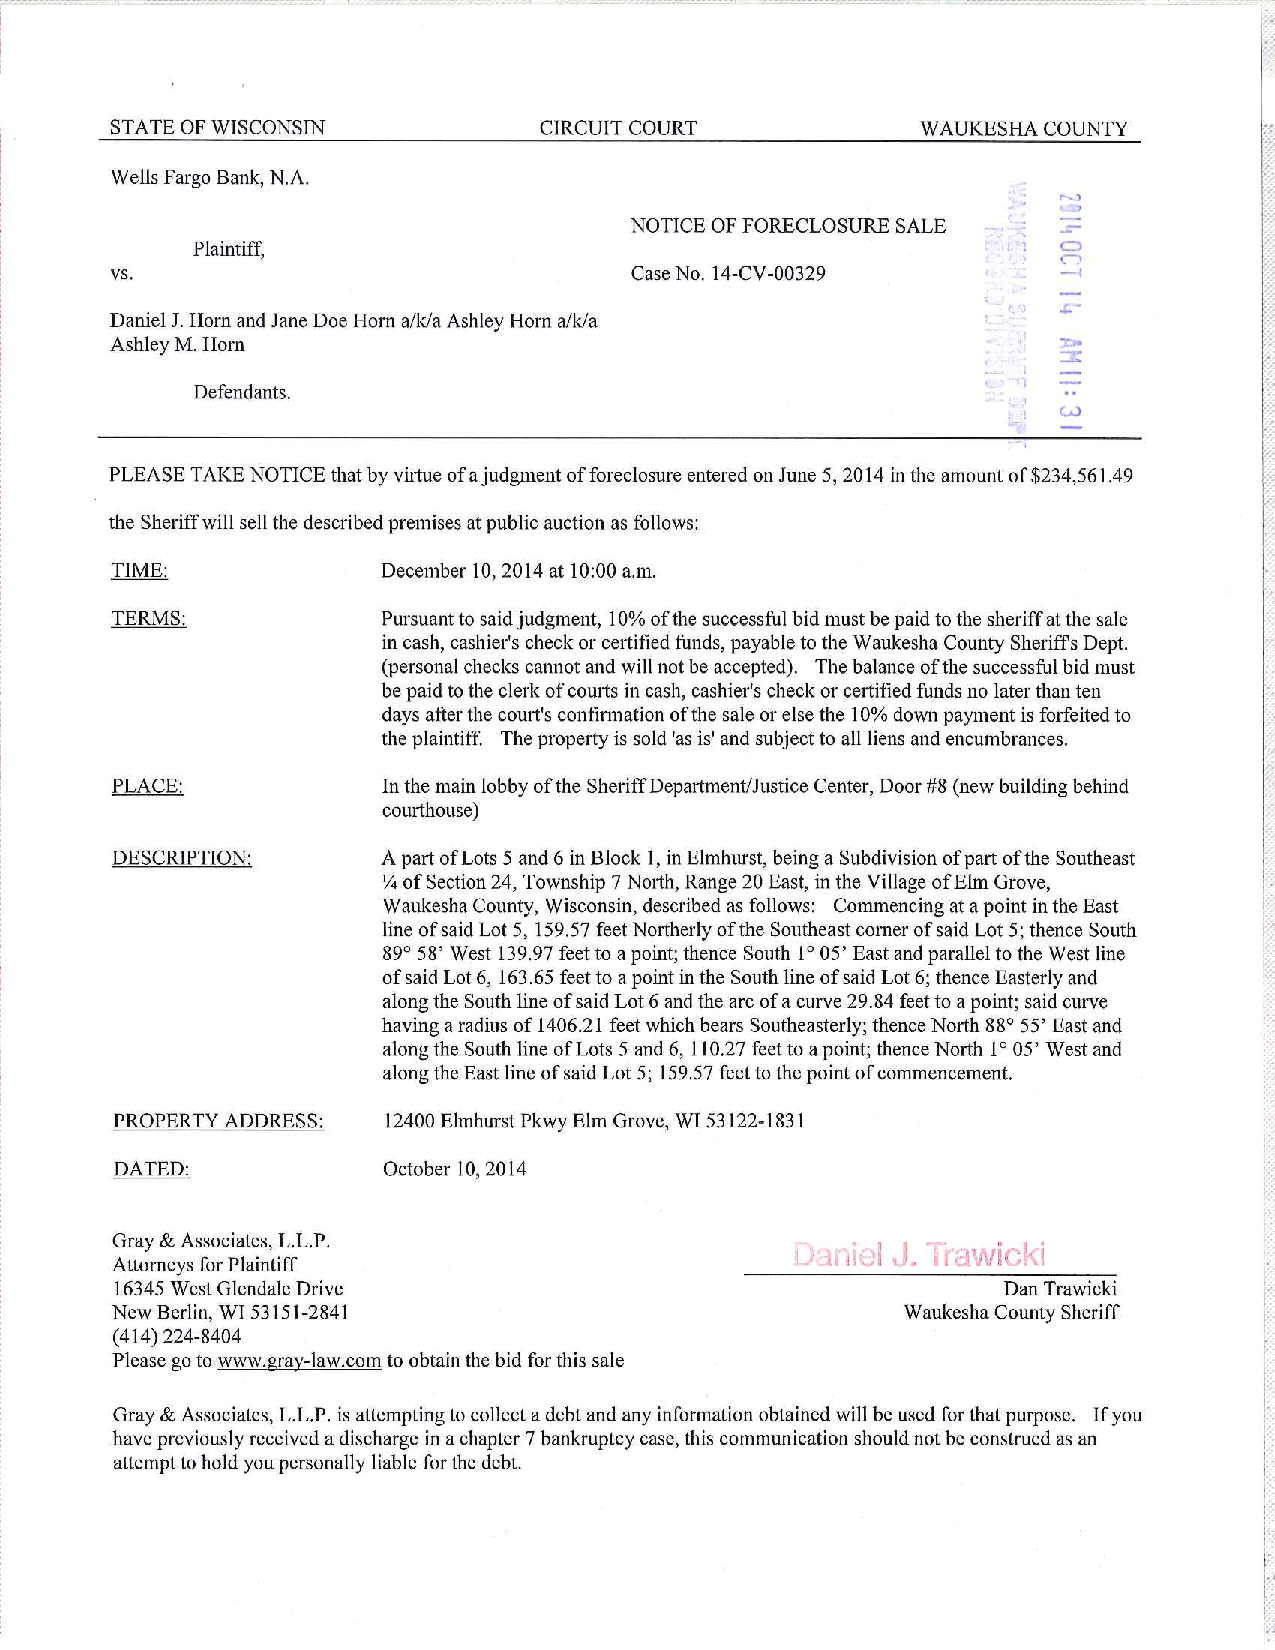 STATE OF WISCONSIN CIRCUIT COURT WAUKESHA COUNTY
Wells Fargo Bank, N.A.
NOTICE OF FORECLOSURE SALE
Plaintiff,
vs. Case No. 14-CV-00329
Daniel J. Horn and Jane Doe Horn a/k/a Ashley Horn a/k/a
Ashley M. Horn
Defendants.
2014 OCT 14 AM 11:31
WAUKESHA SHERIFF DEPT
RECORD DIVISION
PLEASE TAKE NOTICE that by virtue of a judgment of foreclosure entered on June 5, 2014 in the amount of $234,561.49
the Sheriff will sell the described premises at public auction as follows:
TIME: December 10, 2014 at 10:00 a.m.
TERMS: Pursuant to said judgment, 10% of the successful bid must be paid to the sheriff at the sale
in cash, cashier's check or certified funds, payable to the Waukesha County Sheriff's Dept.
(personal checks cannot and will not be accepted). The balance of the successful bid must
be paid to the clerk of courts in cash, cashier's check or certified funds no later than ten
days after the court's confirmation of the sale or else the 10% down payment is forfeited to
the plaintiff. The property is sold 'as is' and subject to all liens and encumbrances.
PLACE: In the main lobby of the Sheriff Department/Justice Center, Door #8 (new building behind
courthouse)
DESCRIPTION: A part of Lots 5 and 6 in Block 1, in Elmhurst, being a Subdivision of part of the Southeast
¼ of Section 24, Township 7 North, Range 20 East, in the Village of Elm Grove,
Waukesha County, Wisconsin, described as follows: Commencing at a point in the East
line of said Lot 5, 159.57 feet Northerly of the Southeast corner of said Lot 5; thence South
89° 58’ West 139.97 feet to a point; thence South 1° 05’ East and parallel to the West line
of said Lot 6, 163.65 feet to a point in the South line of said Lot 6; thence Easterly and
along the South line of said Lot 6 and the arc of a curve 29.84 feet to a point; said curve
having a radius of 1406.21 feet which bears Southeasterly; thence North 88° 55’ East and
along the South line of Lots 5 and 6, 110.27 feet to a point; thence North 1° 05’ West and
along the East line of said Lot 5; 159.57 feet to the point of commencement.
PROPERTY ADDRESS: 12400 Elmhurst Pkwy Elm Grove, WI 53122-1831
DATED: October 10, 2014
Gray & Associates, L.L.P.
Attorneys for Plaintiff
16345 West Glendale Drive
New Berlin, WI 53151-2841
(414) 224-8404
Please go to www.gray-law.com to obtain the bid for this sale
Daniel J. Trawicki
Dan Trawicki
Waukesha County Sheriff
Gray & Associates, L.L.P. is attempting to collect a debt and any information obtained will be used for that purpose. If you
have previously received a discharge in a chapter 7 bankruptcy case, this communication should not be construed as an
attempt to hold you personally liable for the debt.